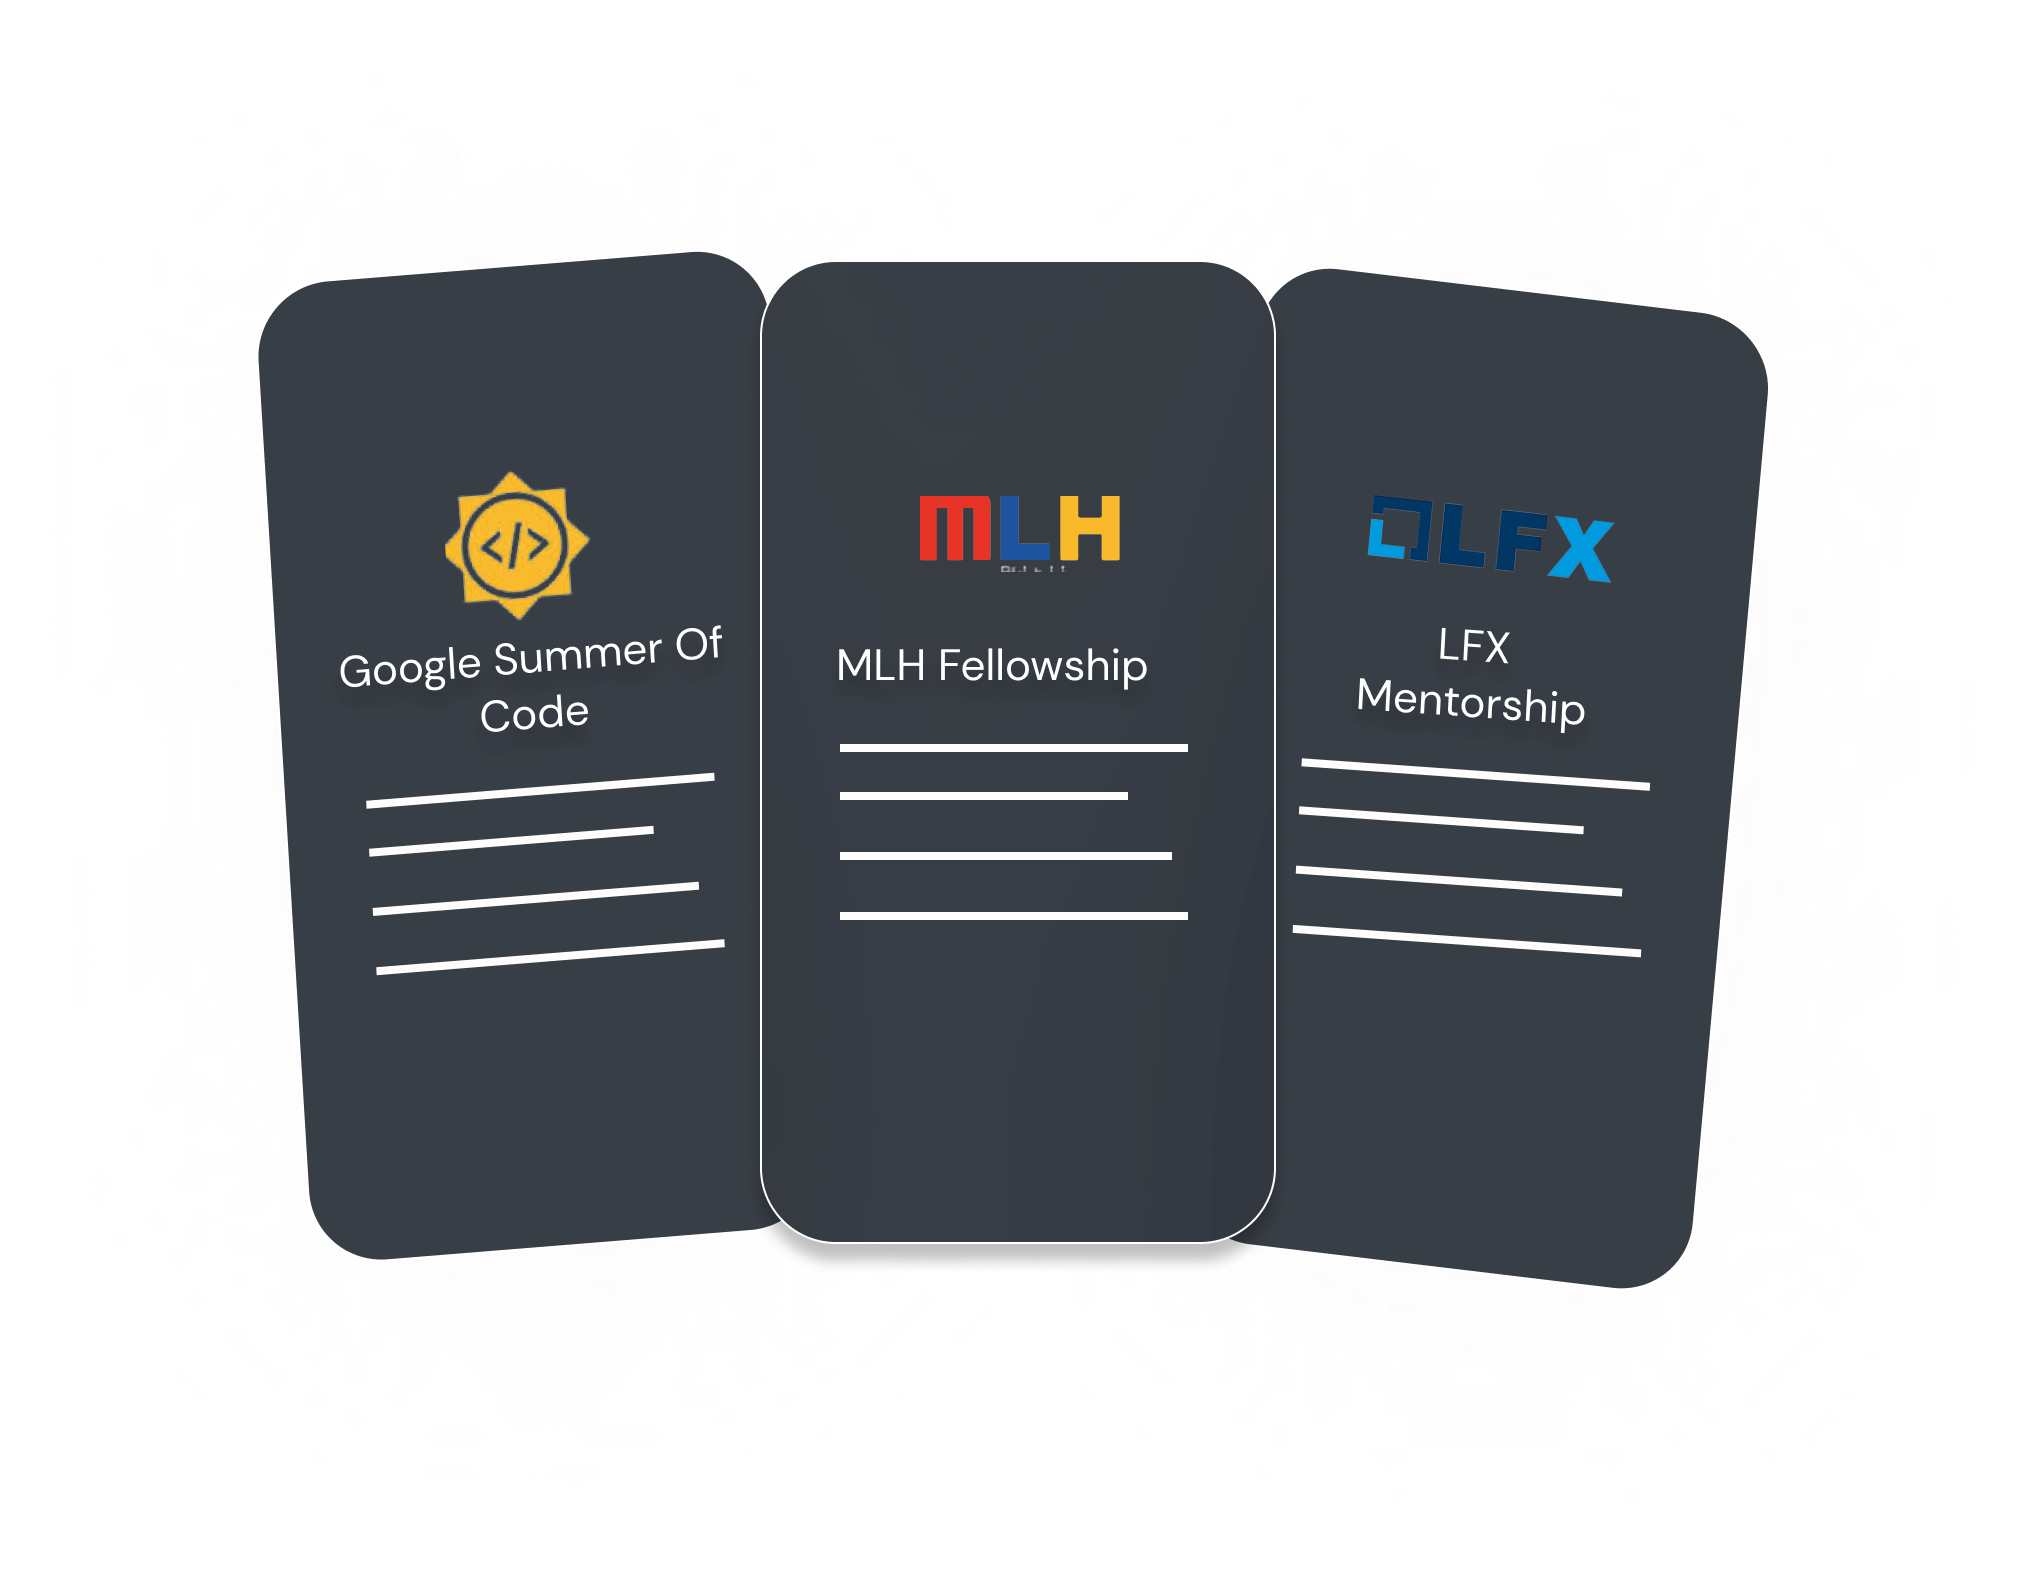 </>
Google Summer Of
Code
MLH
MLH Fellowship
LFX
LFX
Mentorship